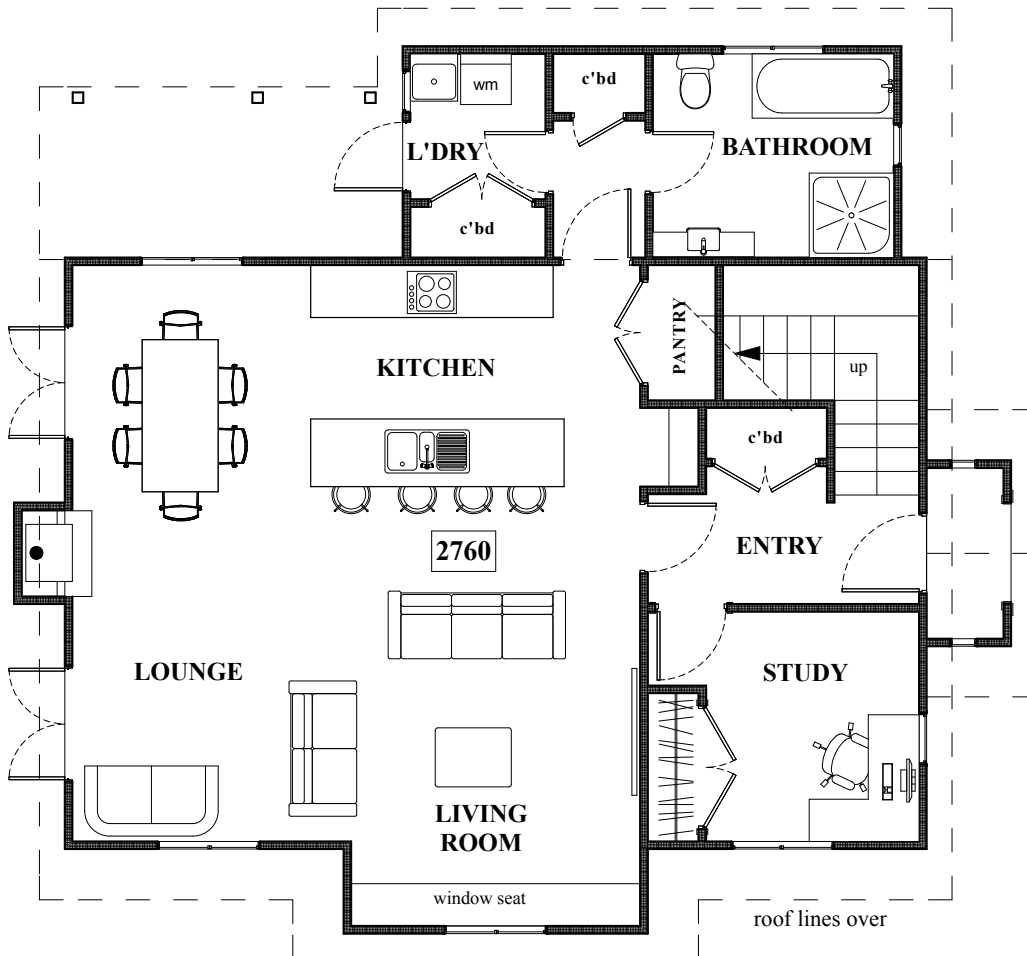 wm
c'bd
L'DRY
BATHROOM
c'bd
KITCHEN
PANTRY
up
c'bd
2760
ENTRY
LOUNGE
STUDY
LIVING
ROOM
window seat
roof lines over